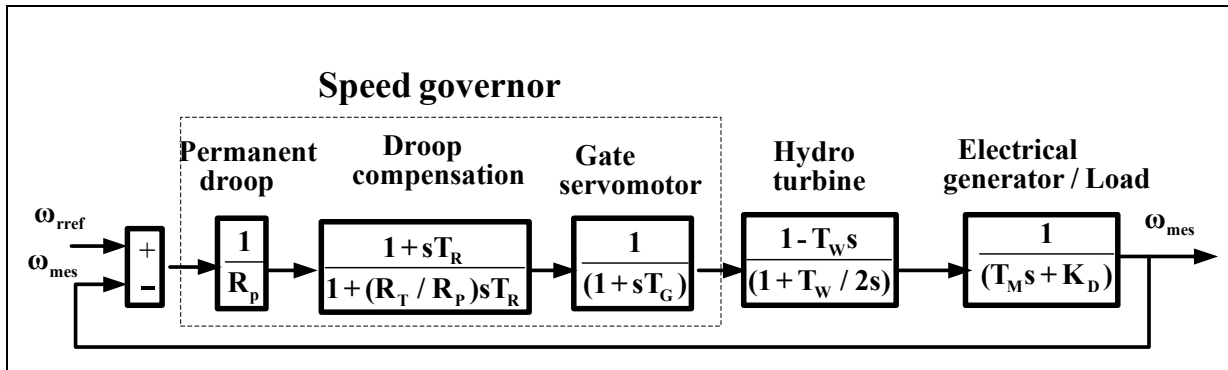 Speed governor
Permanent
droop
Droop
compensation
Gate
servomotor
Hydro
turbine
Electrical
generator / Load
ω_rref
ω_mes
+
-
1
R_p
1 + sT_R
1 + (R_T / R_P)sT_R
1
(1 + sT_G)
1 - T_W s
(1 + T_W / 2s)
1
(T_M s + K_D)
ω_mes